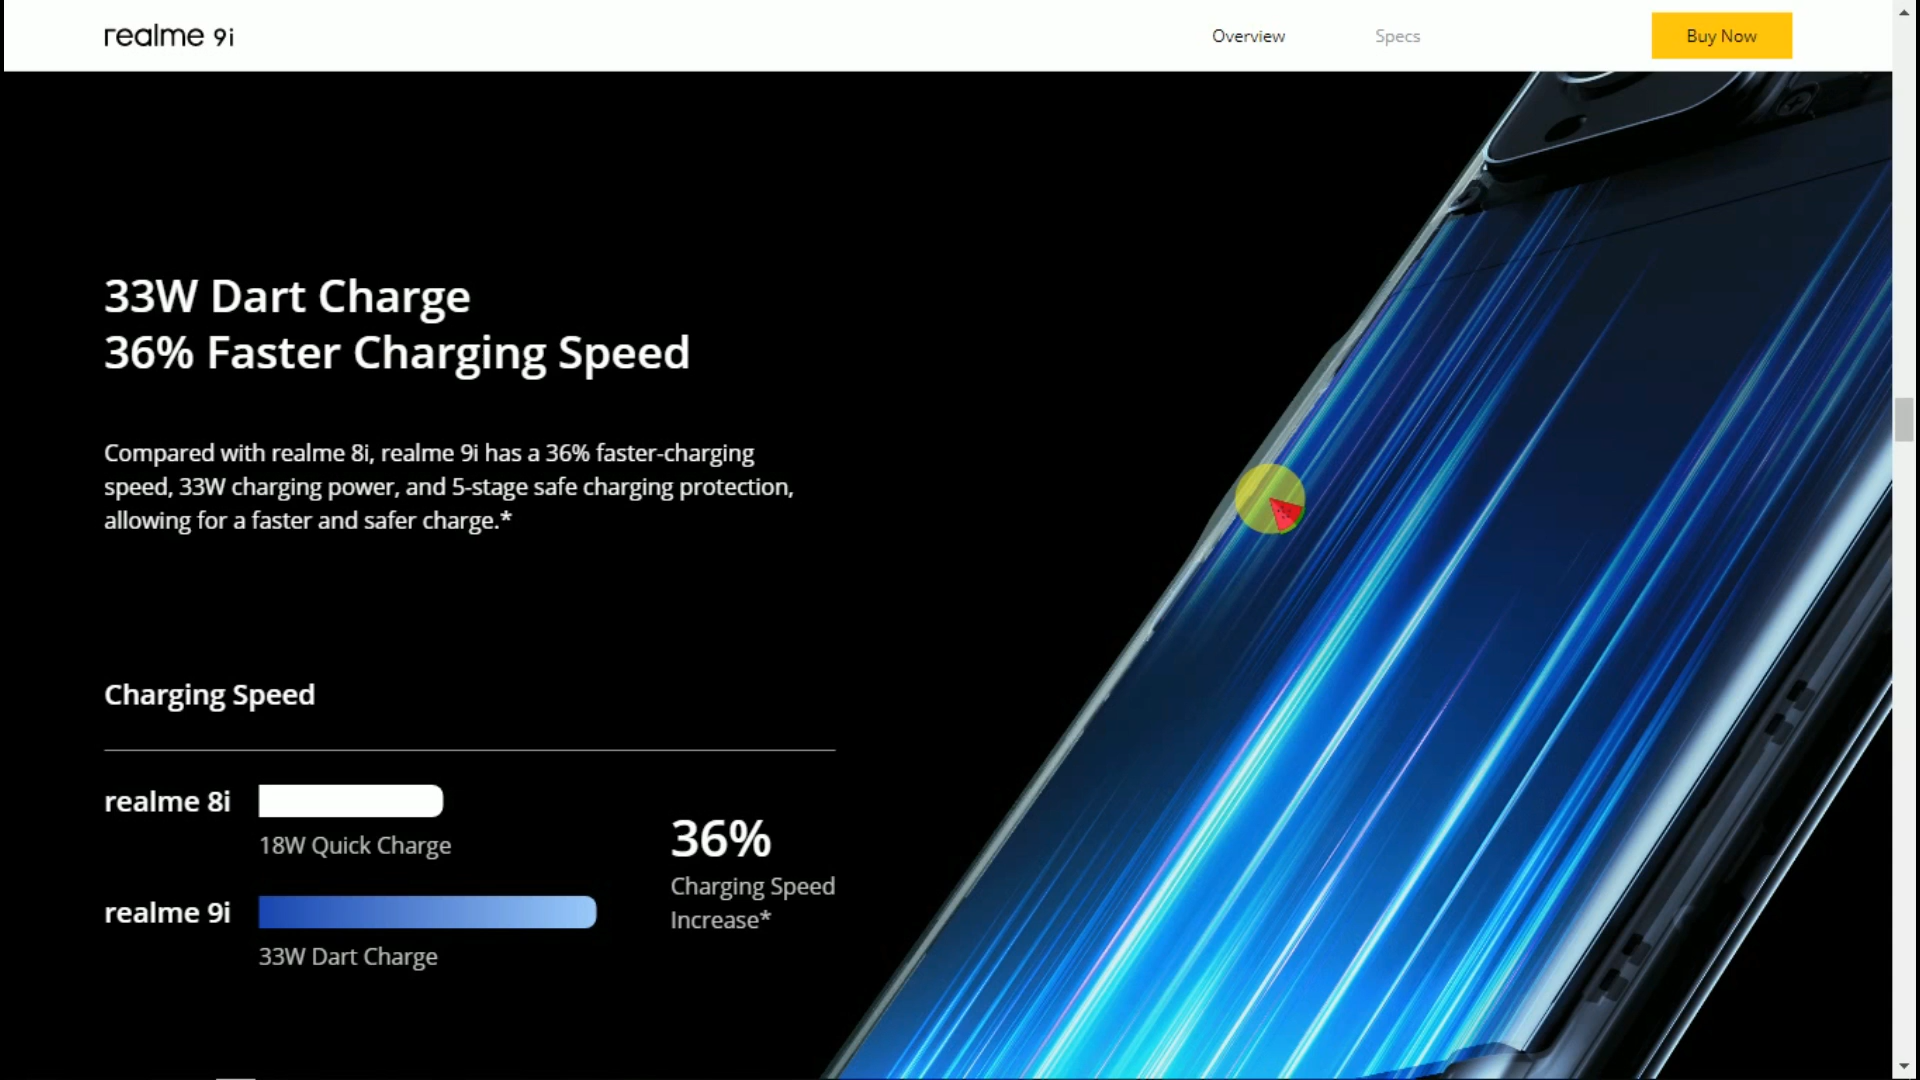 realme 9i
Overview
Specs
Buy Now
33W Dart Charge
36% Faster Charging Speed
Compared with realme 8i, realme 9i has a 36% faster-charging
speed, 33W charging power, and 5-stage safe charging protection,
allowing for a faster and safer charge.*
Charging Speed
realme 8i
18W Quick Charge
realme 9i
33W Dart Charge
36%
Charging Speed
Increase*